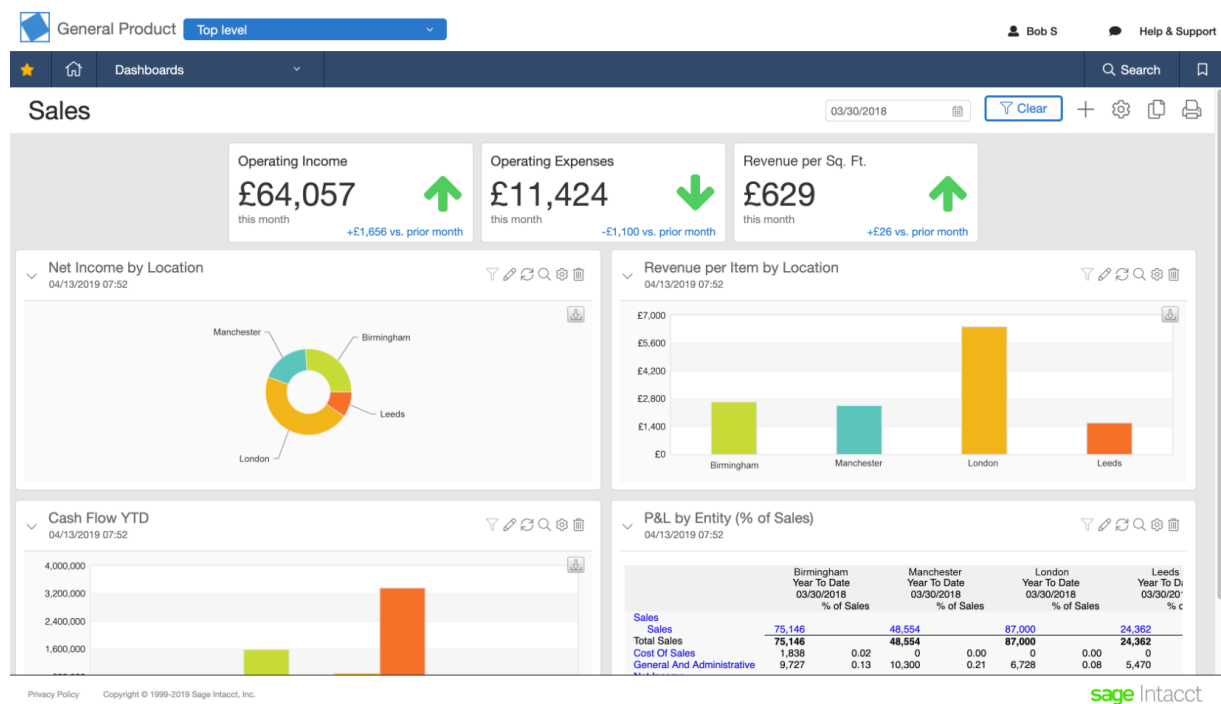 General Product
Top level
Bob S
Help & Support
Dashboards
Search
Sales
03/30/2018
Clear
Operating Income
£64,057
this month
+£1,656 vs. prior month
Operating Expenses
£11,424
this month
-£1,100 vs. prior month
Revenue per Sq. Ft.
£629
this month
+£26 vs. prior month
Net Income by Location
04/13/2019 07:52
Manchester
Birmingham
Leeds
London
Revenue per Item by Location
04/13/2019 07:52
£7,000
£5,600
£4,200
£2,800
£1,400
£0
Birmingham
Manchester
London
Leeds
Cash Flow YTD
04/13/2019 07:52
4,000,000
3,200,000
2,400,000
1,600,000
P&L by Entity (% of Sales)
04/13/2019 07:52
Birmingham Manchester London Leeds
Year To Date Year To Date Year To Date Year To Da
03/30/2018 03/30/2018 03/30/2018 03/30/20
% of Sales % of Sales % of Sales %
Sales
Sales 75,146 48,554 87,000 24,362
Total Sales 75,146 48,554 87,000 24,362
Cost Of Sales 1,838 0.02 0 0.00 0 0.00 0
General And Administrative 9,727 0.13 10,300 0.21 6,728 0.08 5,470
Privacy Policy
Copyright © 1999-2019 Sage Intacct, Inc.
sage Intacct